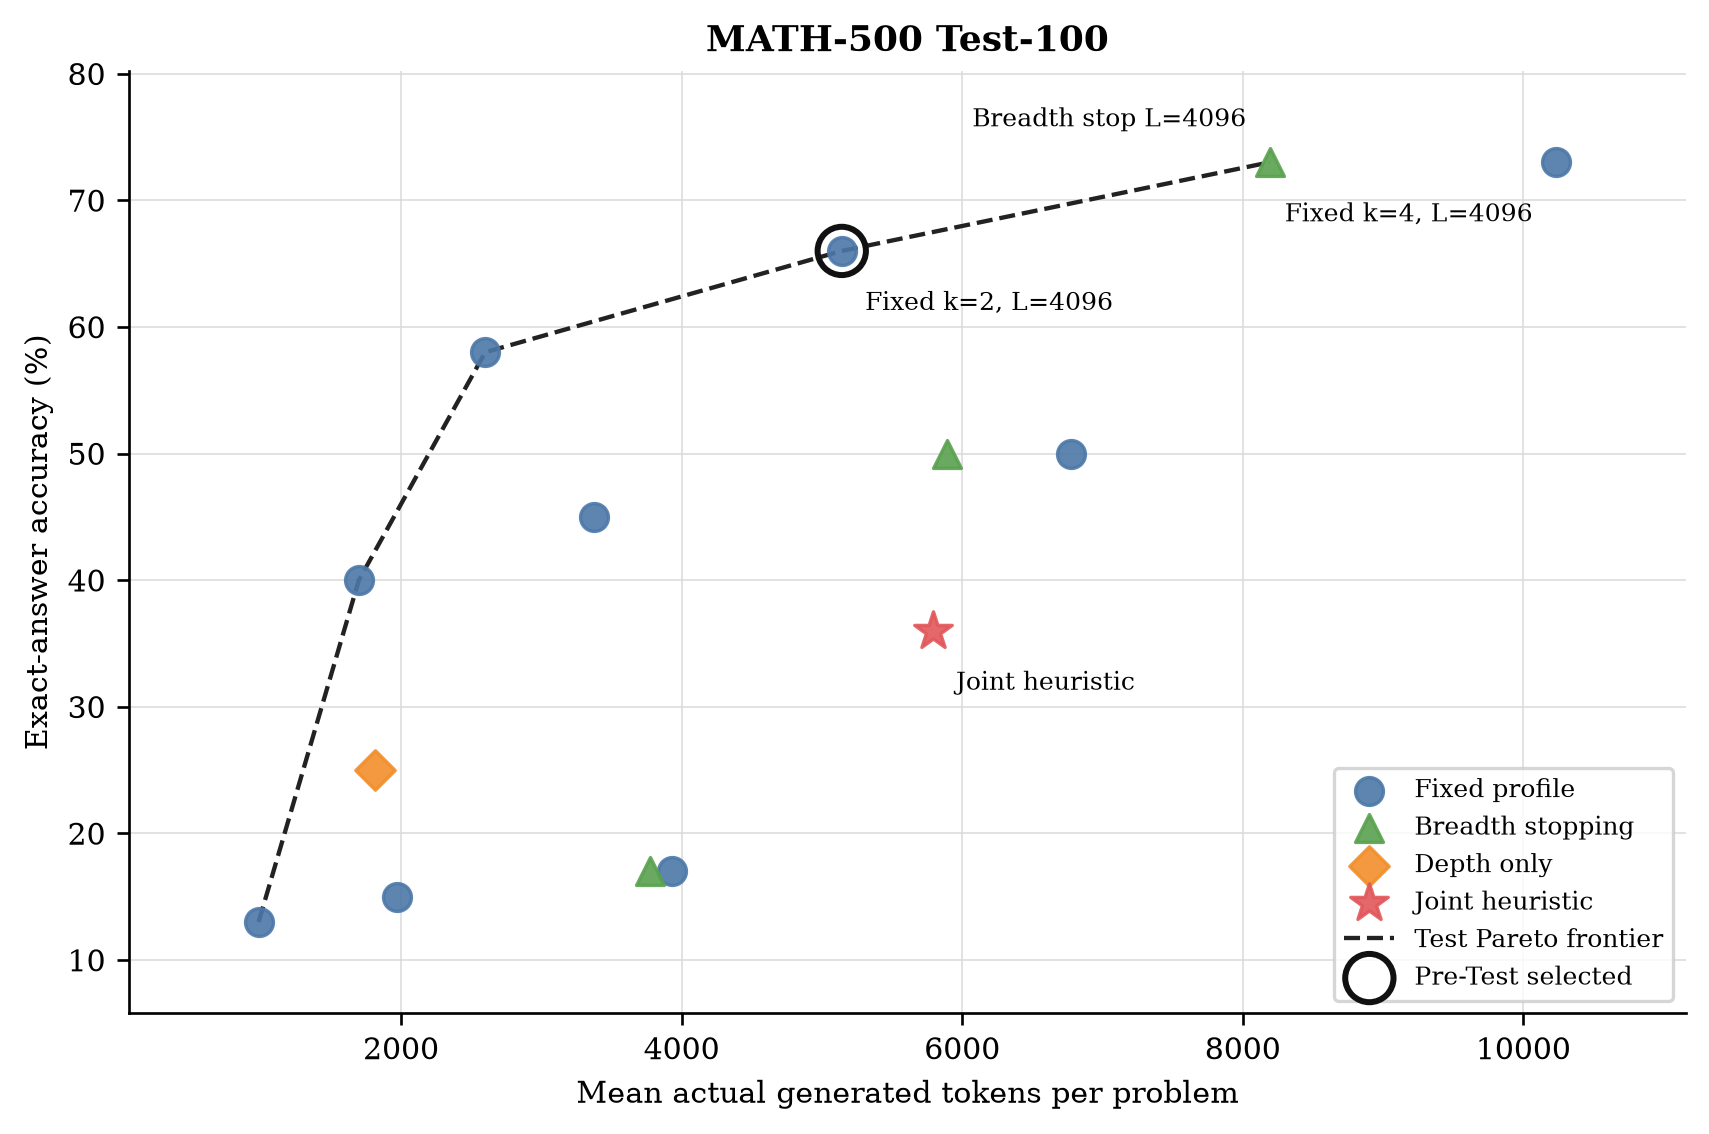 MATH-500 Test-100
Exact-answer accuracy (%)
80
70
60
50
40
30
20
10
Breadth stop L=4096
Fixed k=4, L=4096
Fixed k=2, L=4096
Joint heuristic
Fixed profile
Breadth stopping
Depth only
Joint heuristic
Test Pareto frontier
Pre-Test selected
2000 4000 6000 8000 10000
Mean actual generated tokens per problem